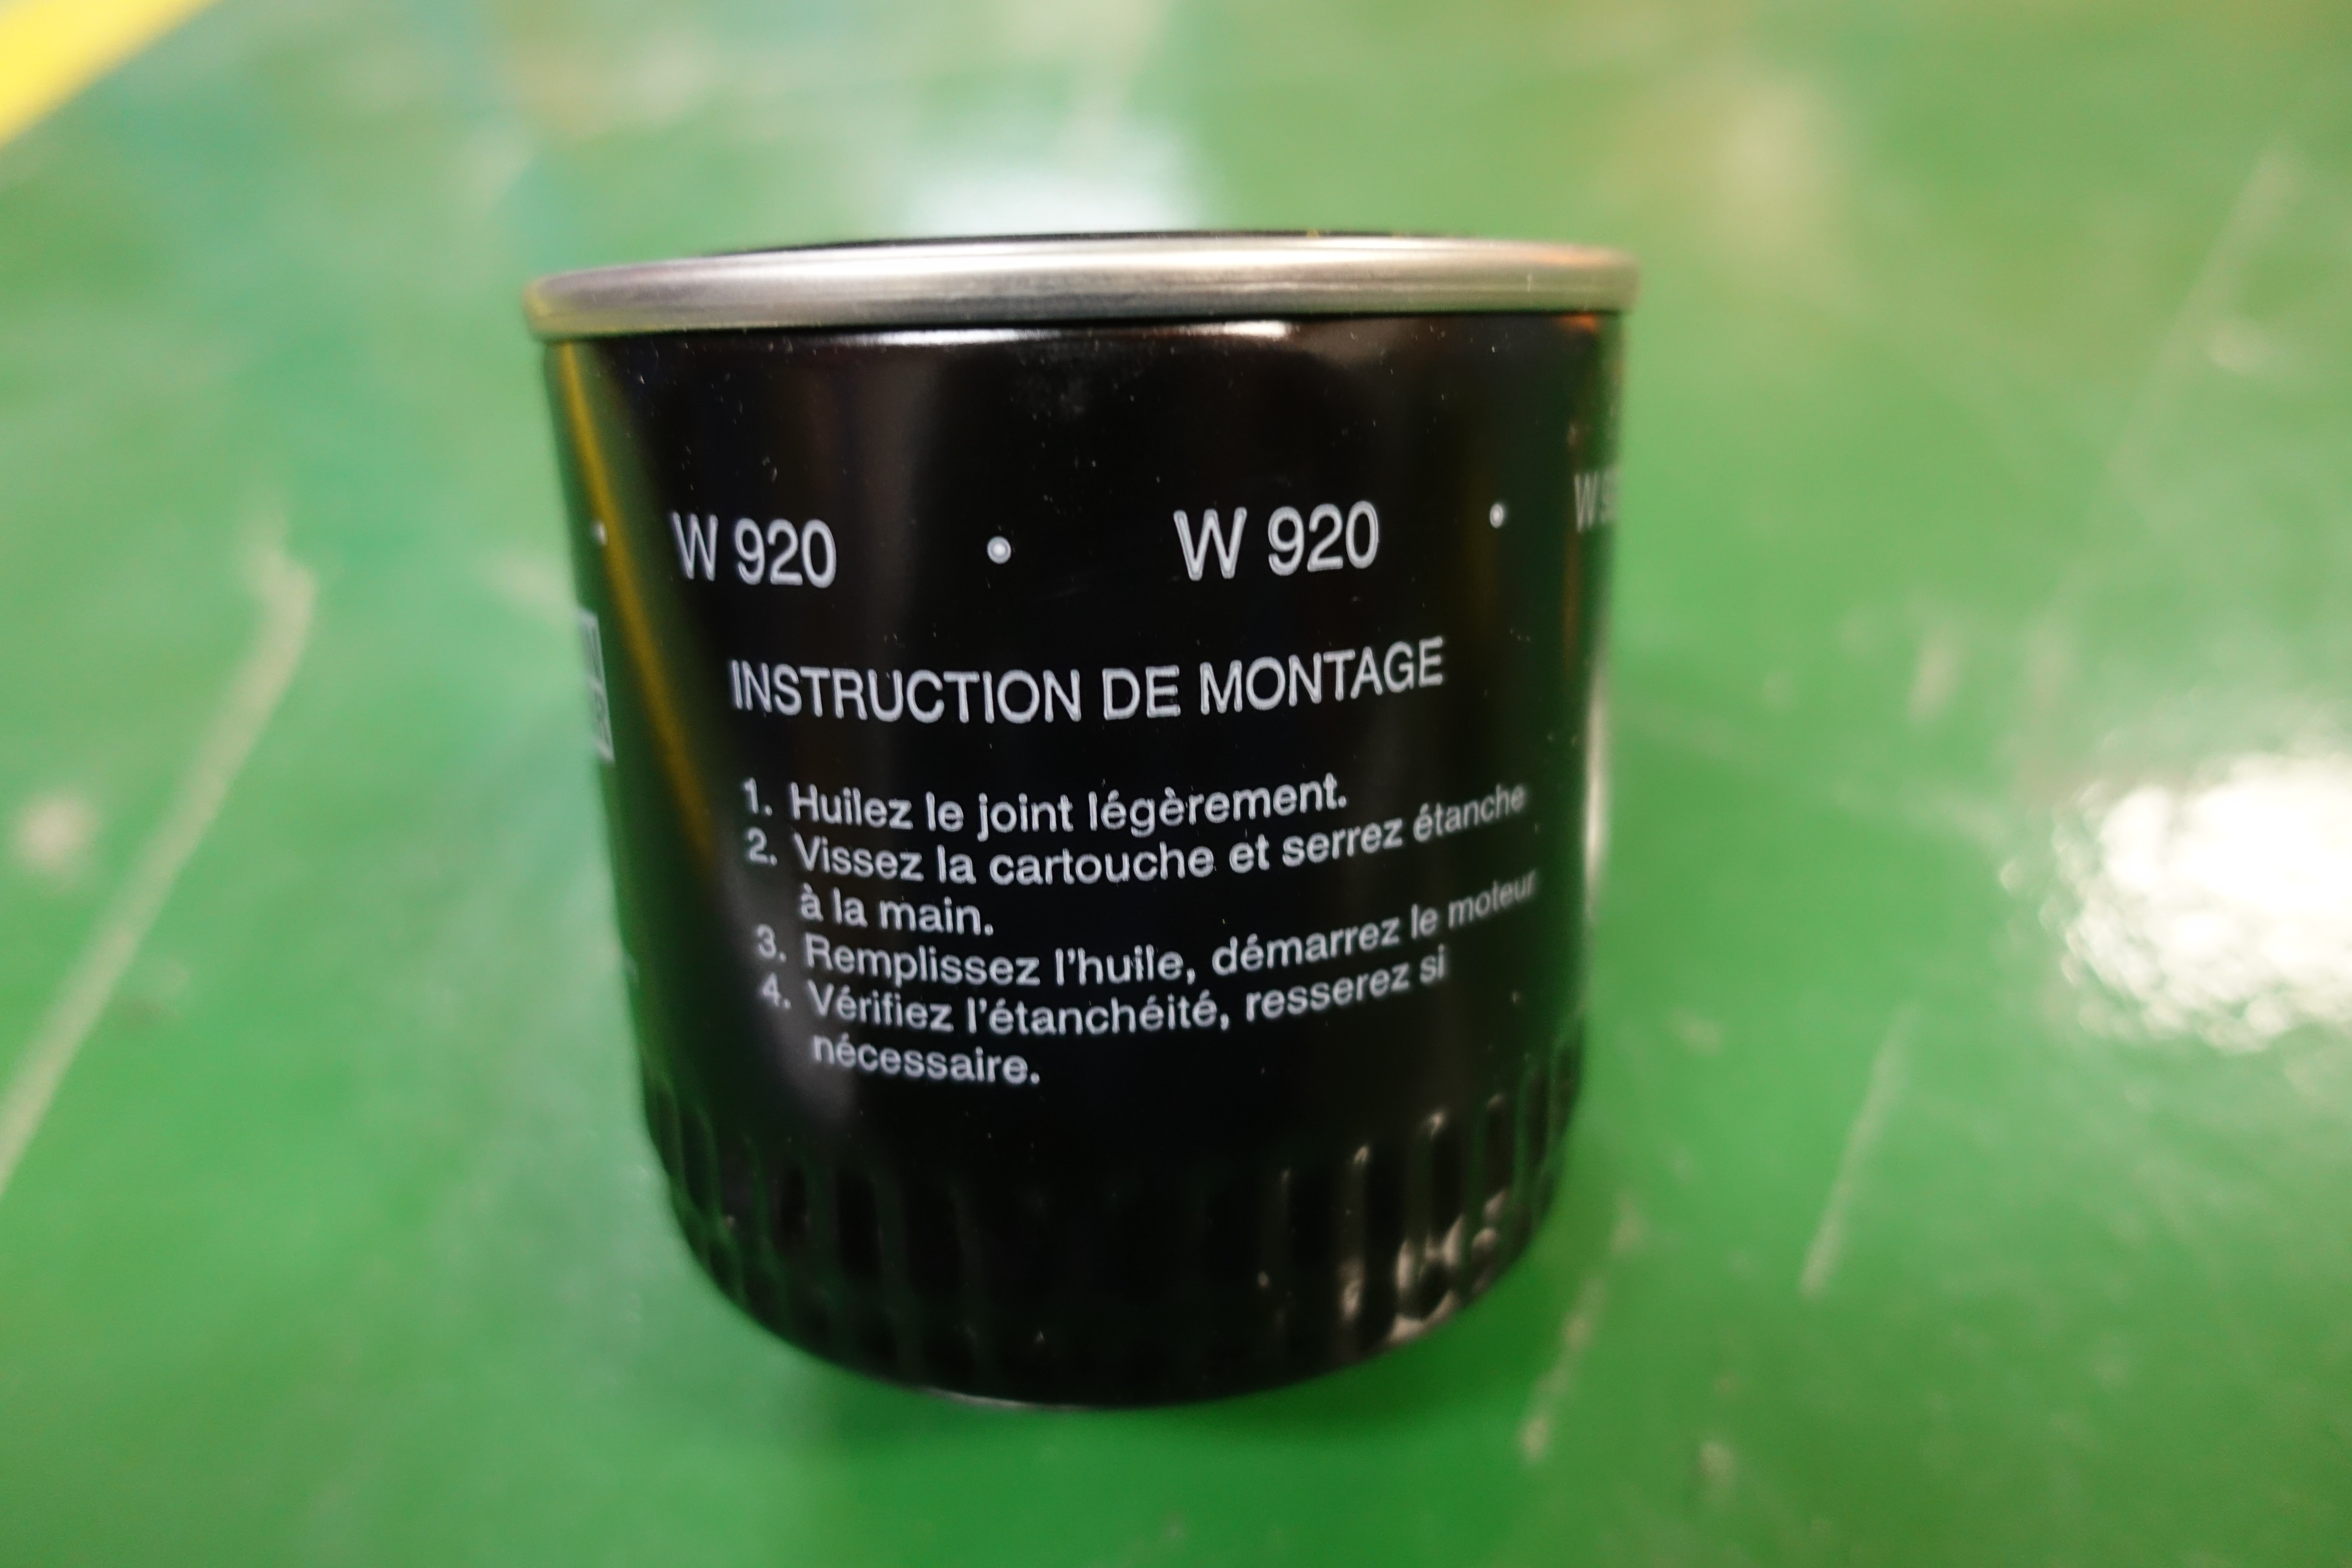 W 920 • W 920 •
INSTRUCTION DE MONTAGE
1. Huilez le joint légèrement.
2. Vissez la cartouche et serrez étanche
à la main.
3. Remplissez l'huile, démarrez le moteur
4. Vérifiez l'étanchéité, resserez si
nécessaire.